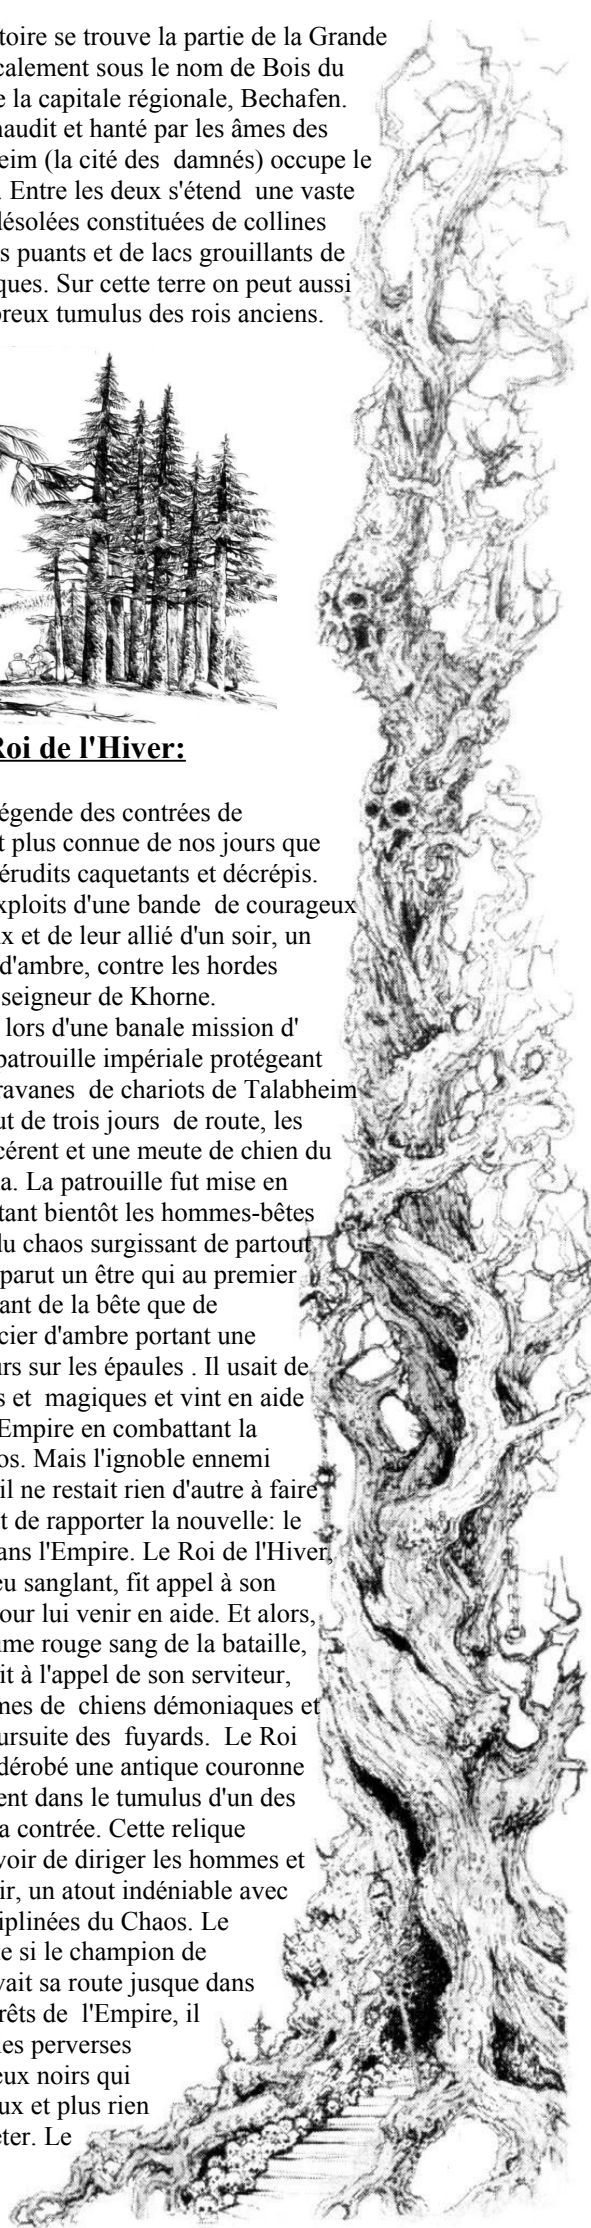 toire se trouve la partie de la Grande
calement sous le nom de Bois du
e la capitale régionale, Bechafen.
naudit et hanté par les âmes des
eim (la cité des damnés) occupe le
. Entre les deux s'étend une vaste
désolées constituées de collines
s puants et de lacs grouillants de
ques. Sur cette terre on peut aussi
breux tumulus des rois anciens.
Roi de l'Hiver:
égende des contrées de
t plus connue de nos jours que
érudits caquetants et décrépis.
xploits d'une bande de courageux
x et de leur allié d'un soir, un
d'ambre, contre les hordes
seigneur de Khorne.
lors d'une banale mission d'
patrouille impériale protégeant
ravanes de chariots de Talabheim
ut de trois jours de route, les
cérent et une meute de chien du
a. La patrouille fut mise en
tant bientôt les hommes-bêtes
du chaos surgissant de partout
parut un être qui au premier
ant de la bête que de
cier d'ambre portant une
urs sur les épaules . Il usait de
s et magiques et vint en aide
Empire en combattant la
os. Mais l'ignoble ennemi
il ne restait rien d'autre à faire
t de rapporter la nouvelle: le
ans l'Empire. Le Roi de l'Hiver,
eu sanglant, fit appel à son
our lui venir en aide. Et alors,
ume rouge sang de la bataille,
it à l'appel de son serviteur,
mes de chiens démoniaques et
ursuite des fuyards. Le Roi
dérobé une antique couronne
ent dans le tumulus d'un des
a contrée. Cette relique
voir de diriger les hommes et
ir, un atout indéniable avec
iplinées du Chaos. Le
e si le champion de
vait sa route jusque dans
rêts de l'Empire, il
les perverses
eux noirs qui
ux et plus rien
eter. Le